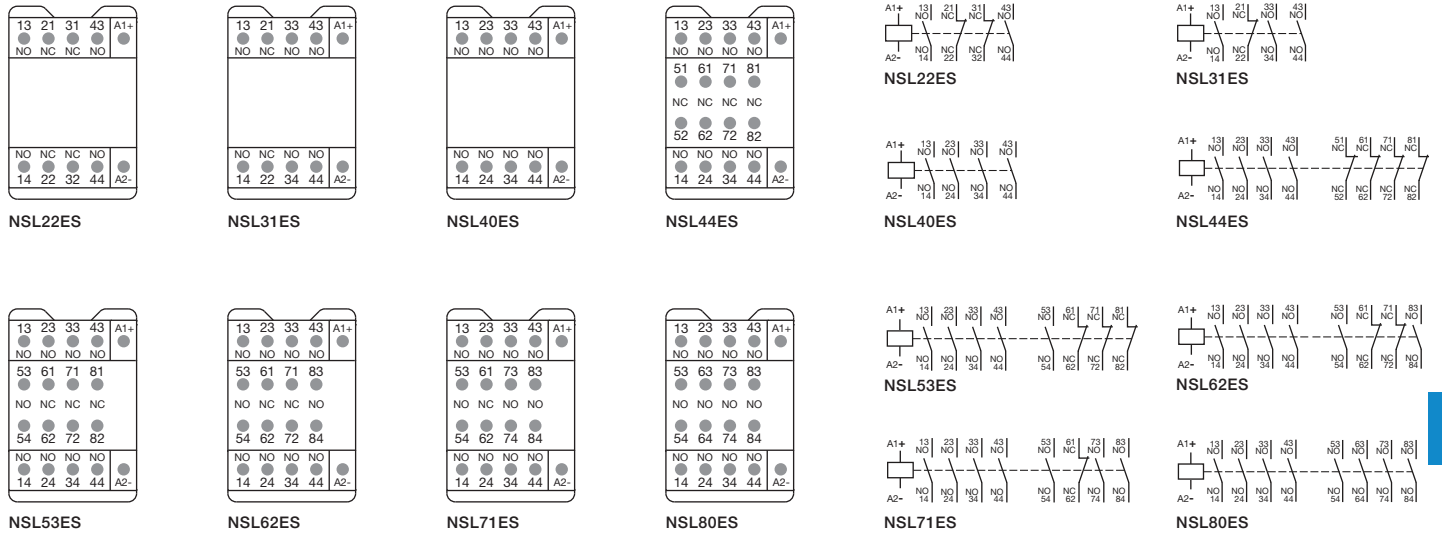 13 21 31 43 A1+
NO NC NC NO
NO NC NC NO
14 22 32 44 A2-
NSL22ES
13 21 33 43 A1+
NO NC NO NO
NO NC NO NO
14 22 34 44 A2-
NSL31ES
13 23 33 43 A1+
NO NO NO NO
NO NO NO NO
14 24 34 44 A2-
NSL40ES
13 23 33 43 A1+
NO NO NO NO
51 61 71 81
NC NC NC NC
52 62 72 82
NO NO NO NO
14 24 34 44 A2-
NSL44ES
A1+ 13 21 31 43
NO NC NC NO
NO NC NC NO
A2- 14 22 32 44
NSL22ES
A1+ 13 21 33 43
NO NC NO NO
NO NC NO NO
A2- 14 22 34 44
NSL31ES
A1+ 13 23 33 43
NO NO NO NO
NO NO NO NO
A2- 14 24 34 44
NSL40ES
A1+ 13 23 33 43 51 61 71 81
NO NO NO NO NC NC NC NC
NO NO NO NO NC NC NC NC
A2- 14 24 34 44 52 62 72 82
NSL44ES
13 23 33 43 A1+
NO NO NO NO
53 61 71 81
NO NC NC NC
54 62 72 82
NO NO NO NO
14 24 34 44 A2-
NSL53ES
13 23 33 43 A1+
NO NO NO NO
53 61 71 83
NO NC NC NO
54 62 72 84
NO NO NO NO
14 24 34 44 A2-
NSL62ES
13 23 33 43 A1+
NO NO NO NO
53 61 73 83
NO NC NO NO
54 62 74 84
NO NO NO NO
14 24 34 44 A2-
NSL71ES
13 23 33 43 A1+
NO NO NO NO
53 63 73 83
NO NO NO NO
54 64 74 84
NO NO NO NO
14 24 34 44 A2-
NSL80ES
A1+ 13 23 33 43 53 61 71 81
NO NO NO NO NO NC NC NC
NO NO NO NO NO NC NC NC
A2- 14 24 34 44 54 62 72 82
NSL53ES
A1+ 13 23 33 43 53 61 71 83
NO NO NO NO NO NC NC NO
NO NO NO NO NO NC NC NO
A2- 14 24 34 44 54 62 72 84
NSL62ES
A1+ 13 23 33 43 53 61 73 83
NO NO NO NO NO NC NO NO
NO NO NO NO NO NC NO NO
A2- 14 24 34 44 54 62 74 84
NSL71ES
A1+ 13 23 33 43 53 63 73 83
NO NO NO NO NO NO NO NO
NO NO NO NO NO NO NO NO
A2- 14 24 34 44 54 64 74 84
NSL80ES